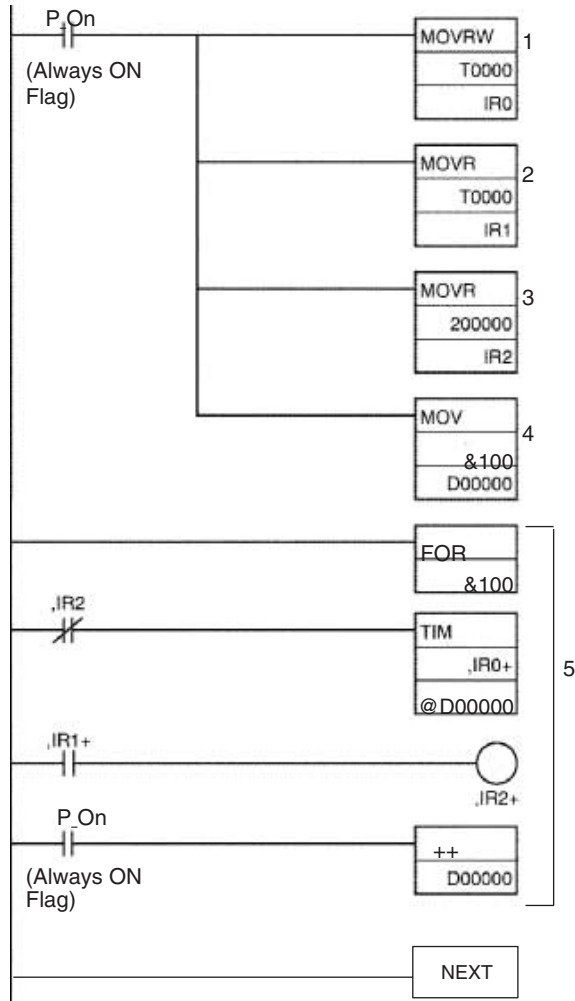 P_On
(Always ON
Flag)
MOVRW
T0000
IR0
1
MOVR
T0000
IR1
2
MOVR
200000
IR2
3
MOV
&100
D00000
4
FOR
&100
,IR2
TIM
,IR0+
@D00000
5
,IR1+
,IR2+
P_On
(Always ON
Flag)
++
D00000
NEXT